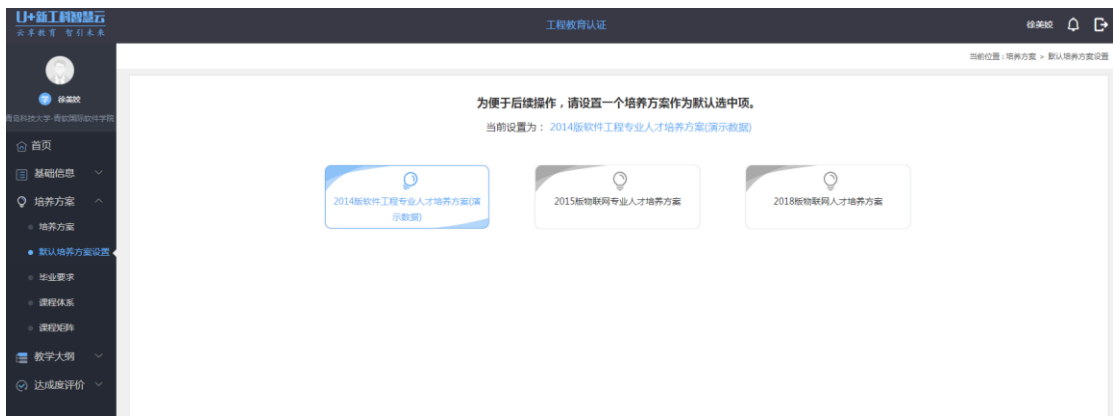 U+新工科智慧云
云享教育 智引未来
工程教育认证
徐美姣
当前位置：培养方案 > 默认培养方案设置
学 徐美姣
青岛科技大学-青软国际软件学院
首页
基础信息
培养方案
培养方案
默认培养方案设置
毕业要求
课程体系
课程矩阵
教学大纲
达成度评价
为便于后续操作，请设置一个培养方案作为默认选中项。
当前设置为： 2014版软件工程专业人才培养方案(演示数据)
2014版软件工程专业人才培养方案(演
示数据)
2015版物联网专业人才培养方案
2018版物联网人才培养方案